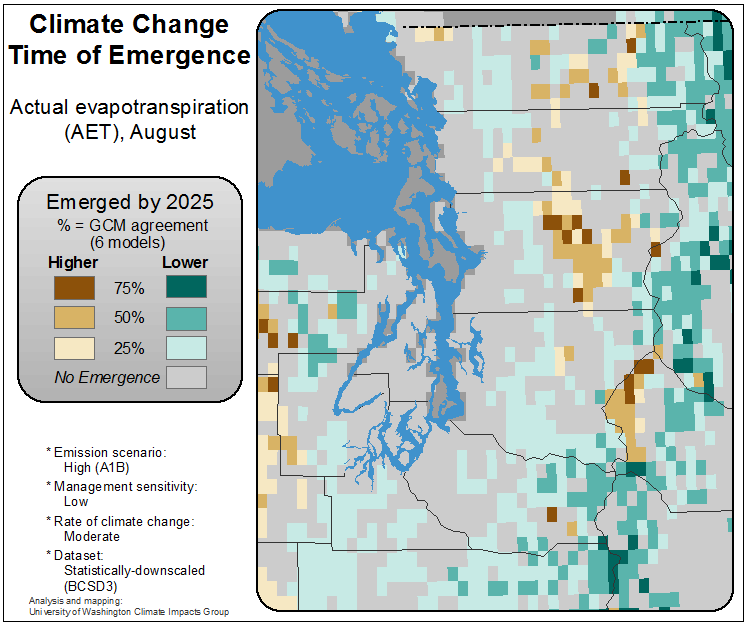 Climate Change
Time of Emergence
Actual evapotranspiration
(AET), August
Emerged by 2025
% = GCM agreement
(6 models)
Higher Lower
75%
50%
25%
No Emergence
* Emission scenario:
High (A1B)
* Management sensitivity:
Low
* Rate of climate change:
Moderate
* Dataset:
Statistically-downscaled
(BCSD3)
Analysis and mapping:
University of Washington Climate Impacts Group